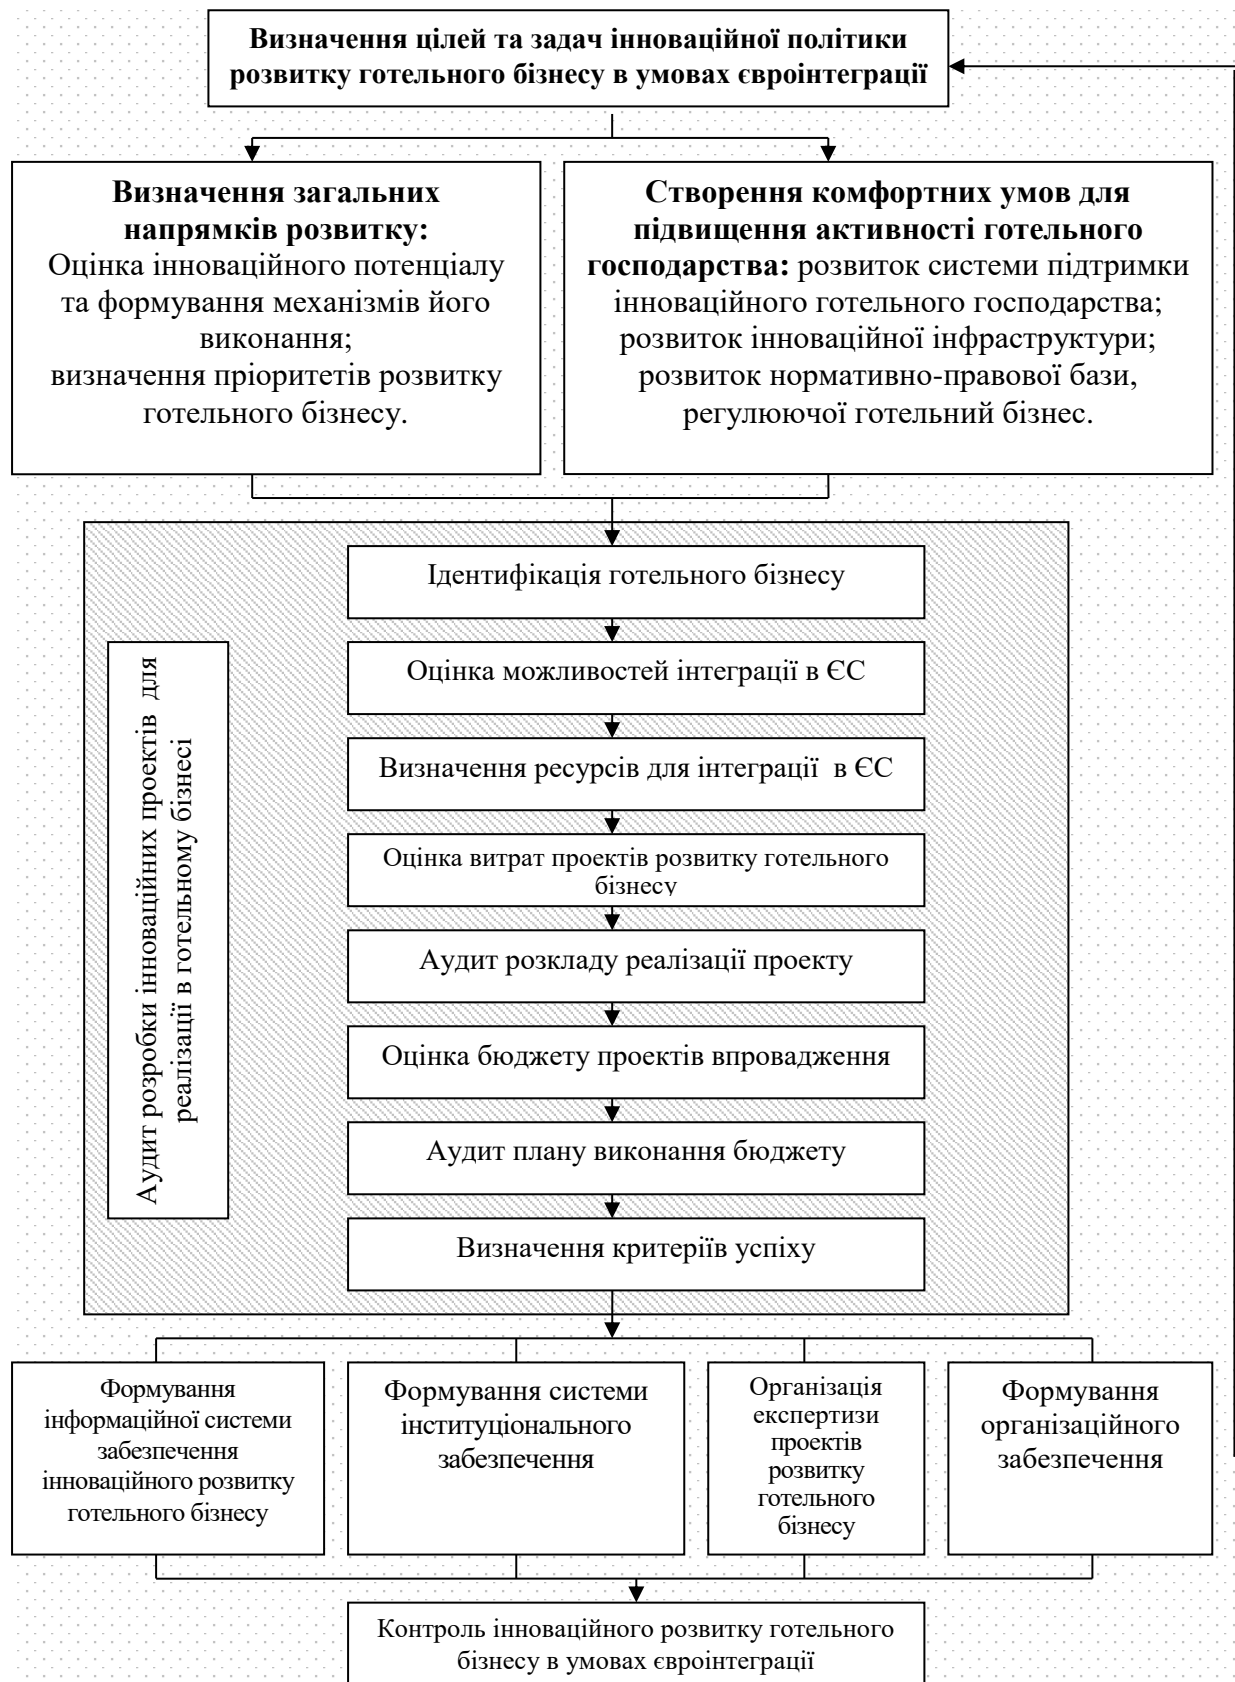 Визначення цілей та задач інноваційної політики
розвитку готельного бізнесу в умовах євроінтеграції
Визначення загальних
напрямків розвитку:
Оцінка інноваційного потенціалу
та формування механізмів його
виконання;
визначення пріоритетів розвитку
готельного бізнесу.
Створення комфортних умов для
підвищення активності готельного
господарства: розвиток системи підтримки
інноваційного готельного господарства;
розвиток інноваційної інфраструктури;
розвиток нормативно-правової бази,
регулюючої готельний бізнес.
Аудит розробки інноваційних проектів для
реалізації в готельному бізнесі
Ідентифікація готельного бізнесу
Оцінка можливостей інтеграції в ЄС
Визначення ресурсів для інтеграції в ЄС
Оцінка витрат проектів розвитку готельного
бізнесу
Аудит розкладу реалізації проекту
Оцінка бюджету проектів впровадження
Аудит плану виконання бюджету
Визначення критеріїв успіху
Формування
інформаційної системи
забезпечення
інноваційного розвитку
готельного бізнесу
Формування системи
інституціонального
забезпечення
Організація
експертизи
проектів
розвитку
готельного
бізнесу
Формування
організаційного
забезпечення
Контроль інноваційного розвитку готельного
бізнесу в умовах євроінтеграції